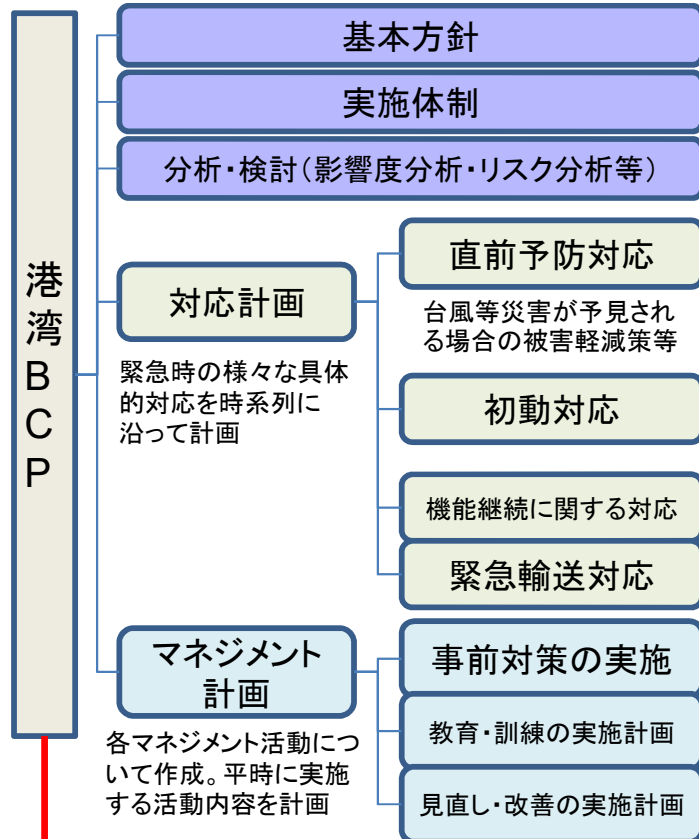 港湾BCP
基本方針
実施体制
分析・検討(影響度分析・リスク分析等)
対応計画
緊急時の様々な具体
的対応を時系列に
沿って計画
直前予防対応
台風等災害が予見され
る場合の被害軽減策等
初動対応
機能継続に関する対応
緊急輸送対応
マネジメント
計画
各マネジメント活動につ
いて作成。平時に実施
する活動内容を計画
事前対策の実施
教育・訓練の実施計画
見直し・改善の実施計画